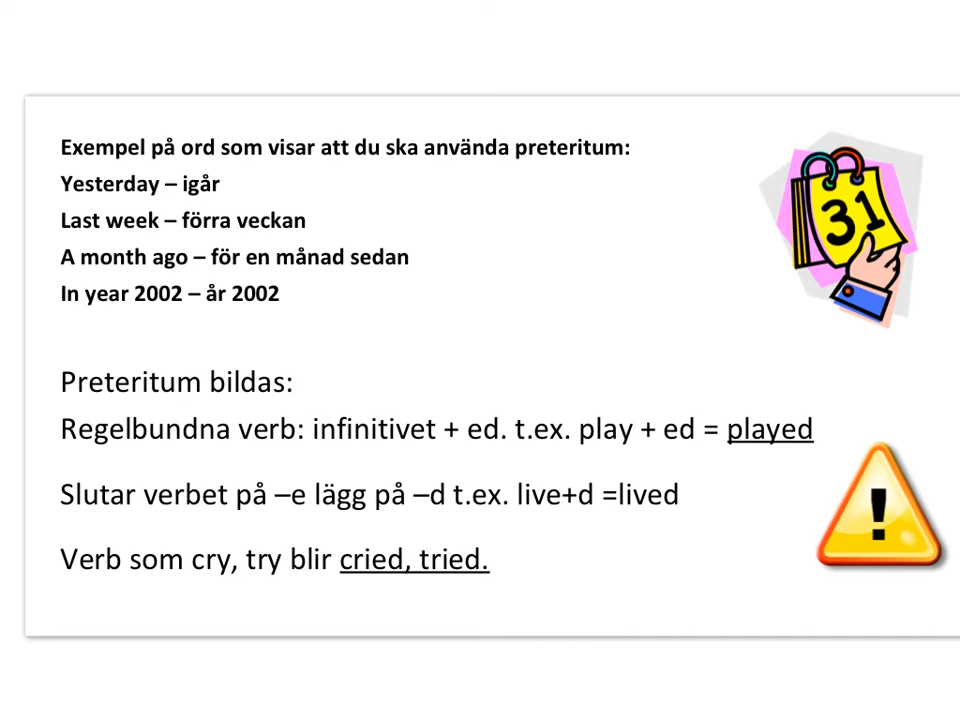 Exempel på ord som visar att du ska använda preteritum:
Yesterday – igår
Last week – förra veckan
A month ago – för en månad sedan
In year 2002 – år 2002
31
Preteritum bildas:
Regelbundna verb: infinitivet + ed. t.ex. play + ed = played
Slutar verbet på –e lägg på –d t.ex. live+d =lived
!
Verb som cry, try blir cried, tried.